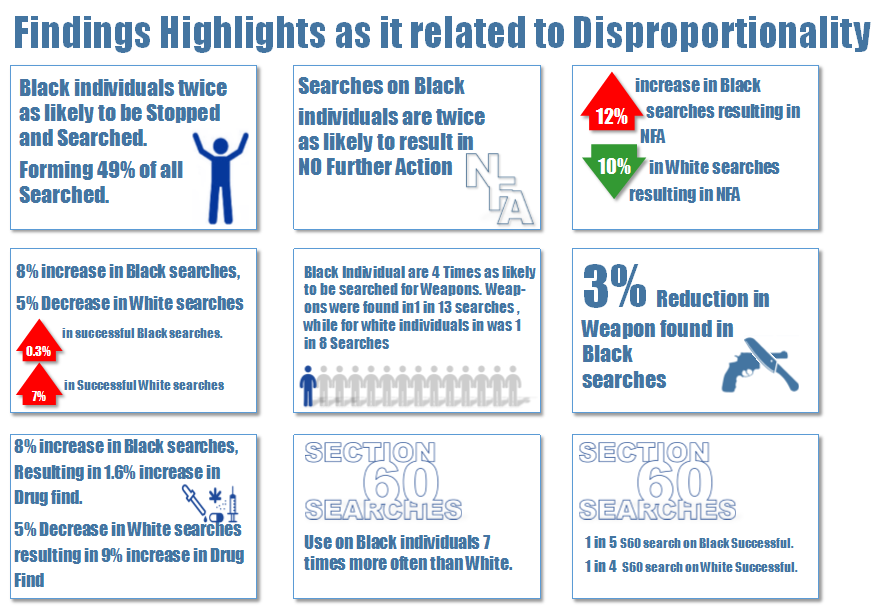 Findings Highlights as it related to Disproportionality
Black individuals twice
as likely to be Stopped
and Searched.
Forming 49% of all
Searched.
Searches on Black
individuals are twice
as likely to result in
NO Further Action
NFA
12%
increase in Black
searches resulting in
NFA
10%
in White searches
resulting in NFA
8% increase in Black searches,
5% Decrease in White searches
0.3%
in successful Black searches.
7%
in Successful White searches
Black Individual are 4 Times as likely
to be searched for Weapons. Weap-
ons were found in1 in 13 searches ,
while for white individuals in was 1
in 8 Searches
3% Reduction in
Weapon found in
Black
searches
8% increase in Black searches,
Resulting in 1.6% increase in
Drug find.
5% Decrease in White searches
resulting in 9% increase in Drug
Find
SECTION
60
SEARCHES
Use on Black individuals 7
times more often than White.
SECTION
60
SEARCHES
1 in 5 S60 search on Black Successful.
1 in 4 S60 search on White Successful.